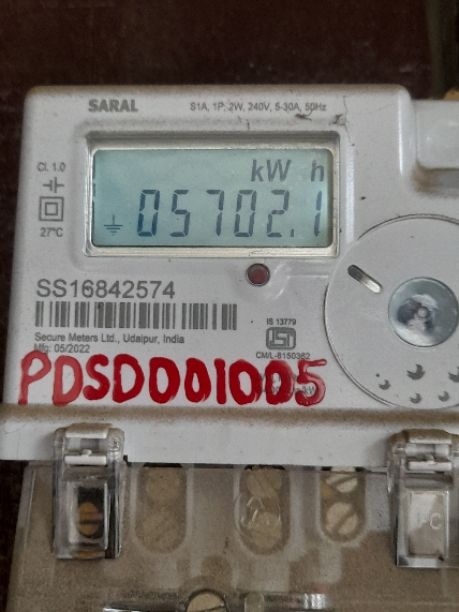 SARAL S1A, 1P, 2W, 240V, 5-30A, 50Hz
Cl. 1.0
kW h
05702.1
27°C
SS16842574
IS 13779
Secure Meters Ltd., Udaipur, India
Mfg: 05/2022
CM/L-8150362
PDSD001005